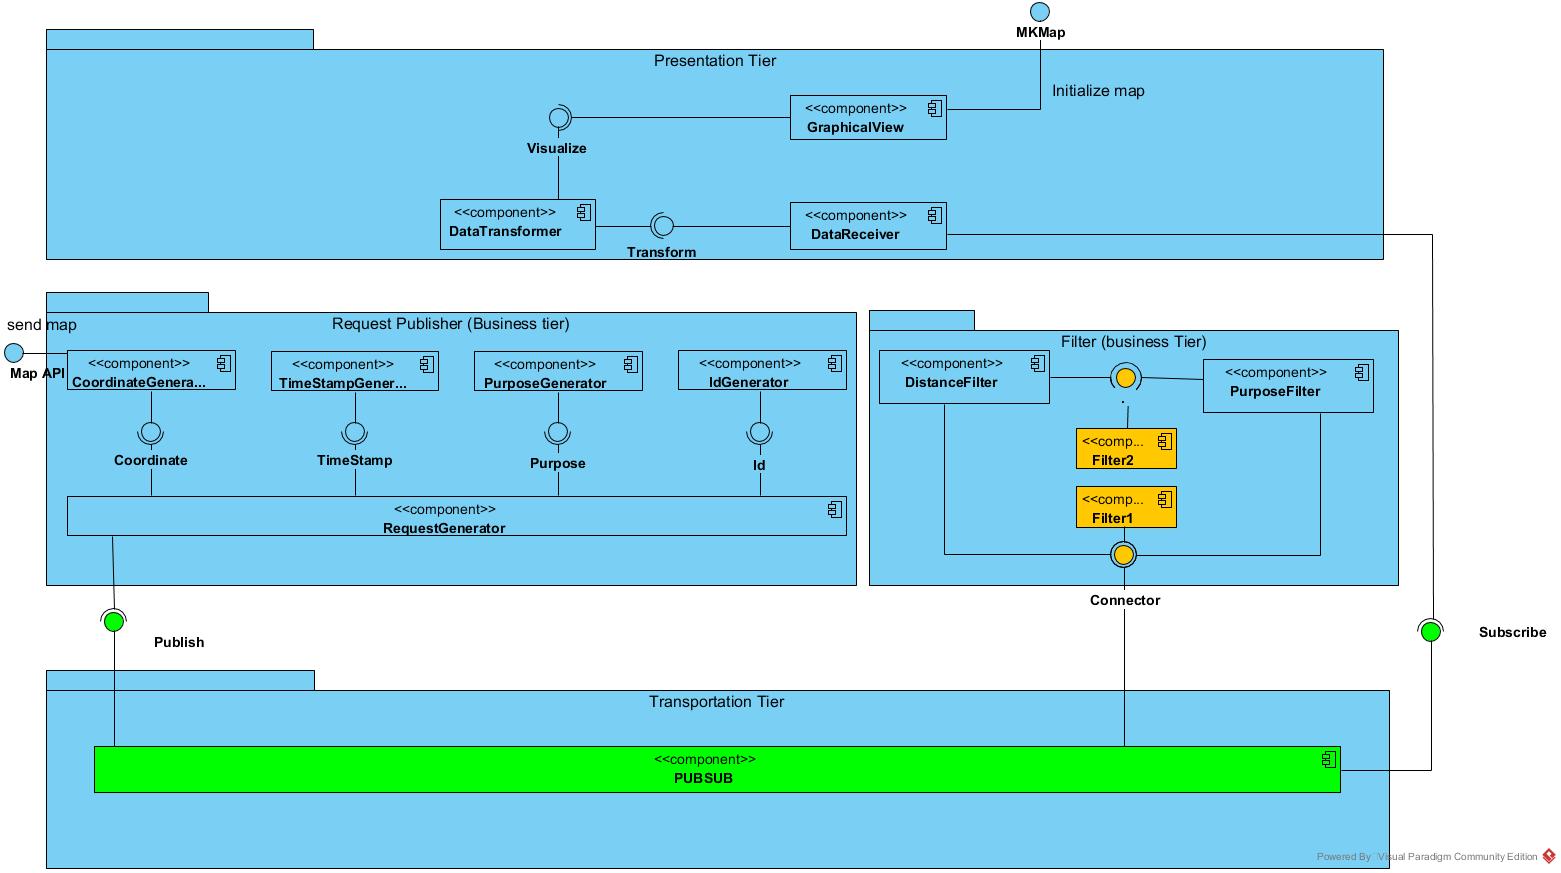 MKMap
Presentation Tier
Initialize map
<<component>>
GraphicalView
Visualize
<<component>>
DataTransformer
Transform
<<component>>
DataReceiver
send map
Map API
Request Publisher (Business tier)
<<component>>
CoordinateGenera...
<<component>>
TimeStampGener...
<<component>>
PurposeGenerator
<<component>>
IdGenerator
Coordinate
TimeStamp
Purpose
Id
<<component>>
RequestGenerator
Filter (business Tier)
<<component>>
DistanceFilter
<<component>>
PurposeFilter
.
<<comp...
Filter2
<<comp...
Filter1
Connector
Publish
Subscribe
Transportation Tier
<<component>>
PUBSUB
Powered By Visual Paradigm Community Edition